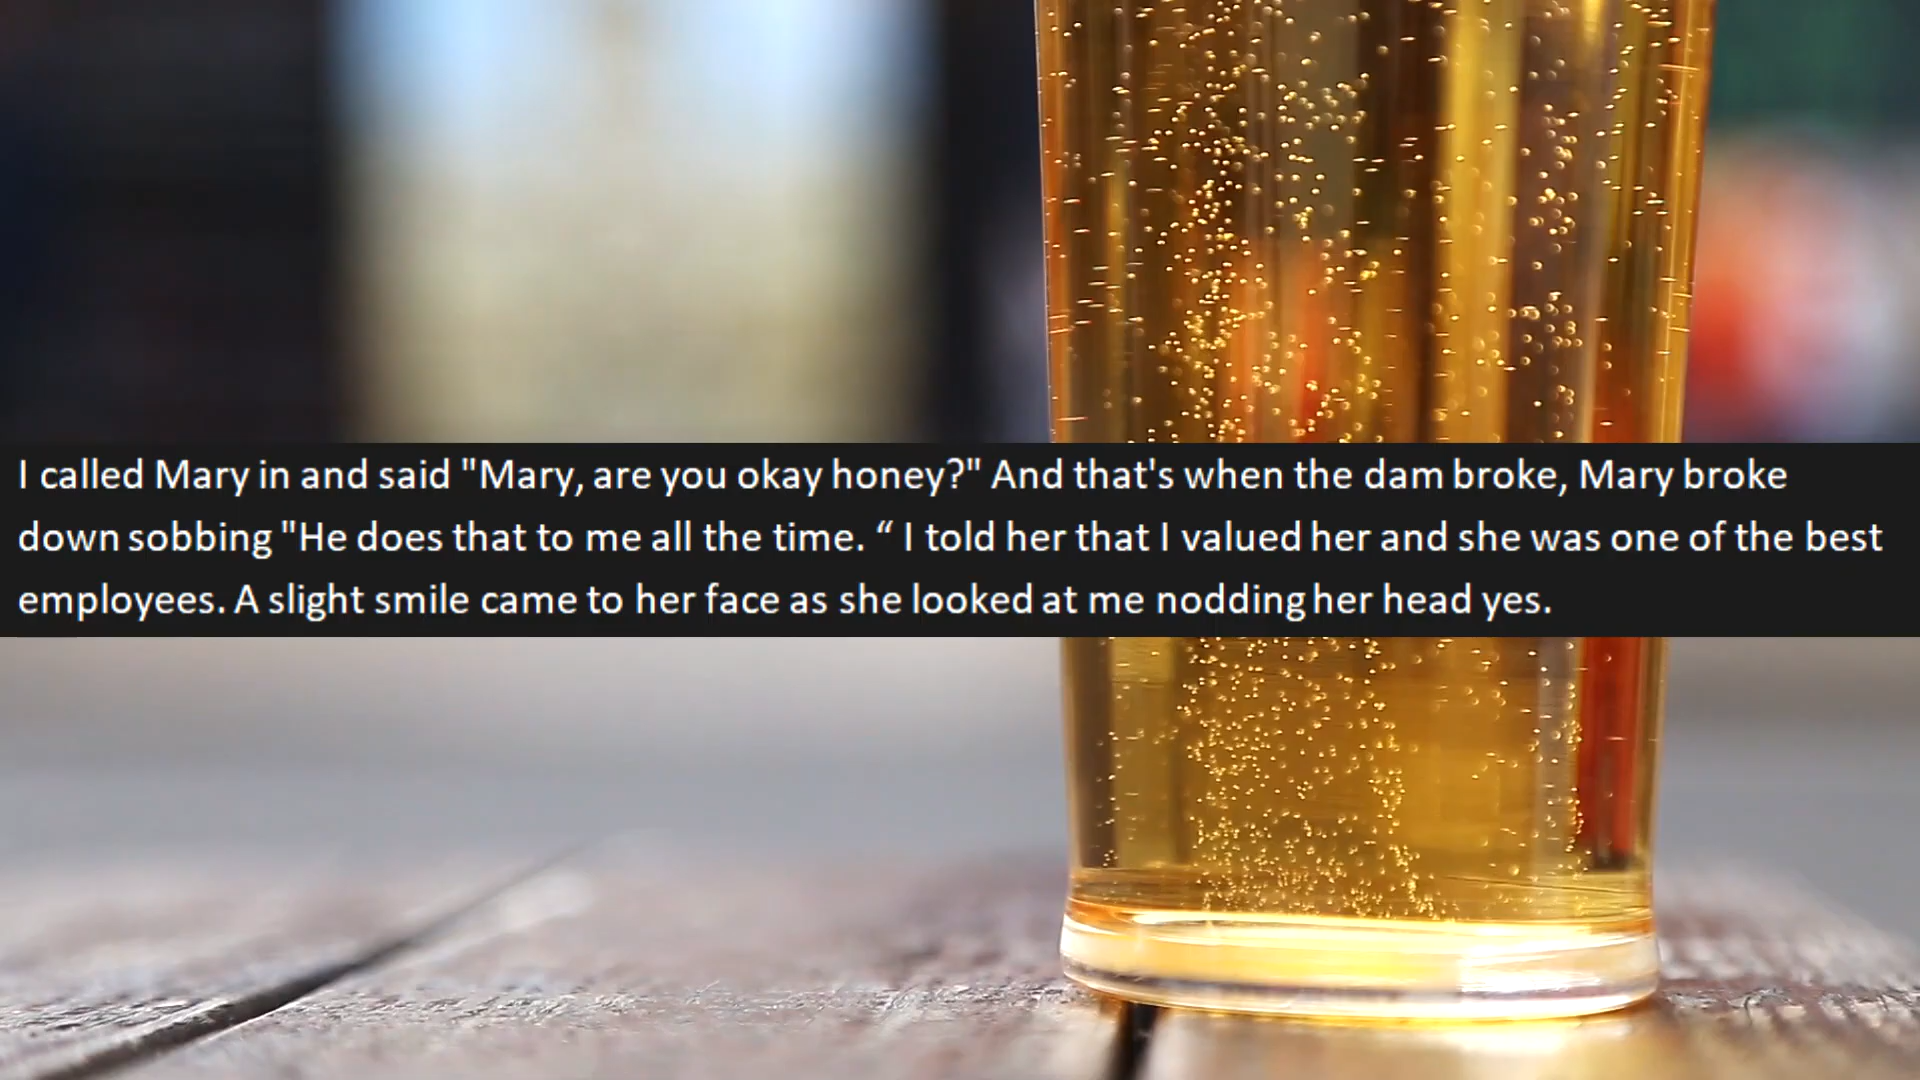 I called Mary in and said "Mary, are you okay honey?" And that's when the dam broke, Mary broke
down sobbing "He does that to me all the time. “ I told her that I valued her and she was one of the best
employees. A slight smile came to her face as she looked at me nodding her head yes.